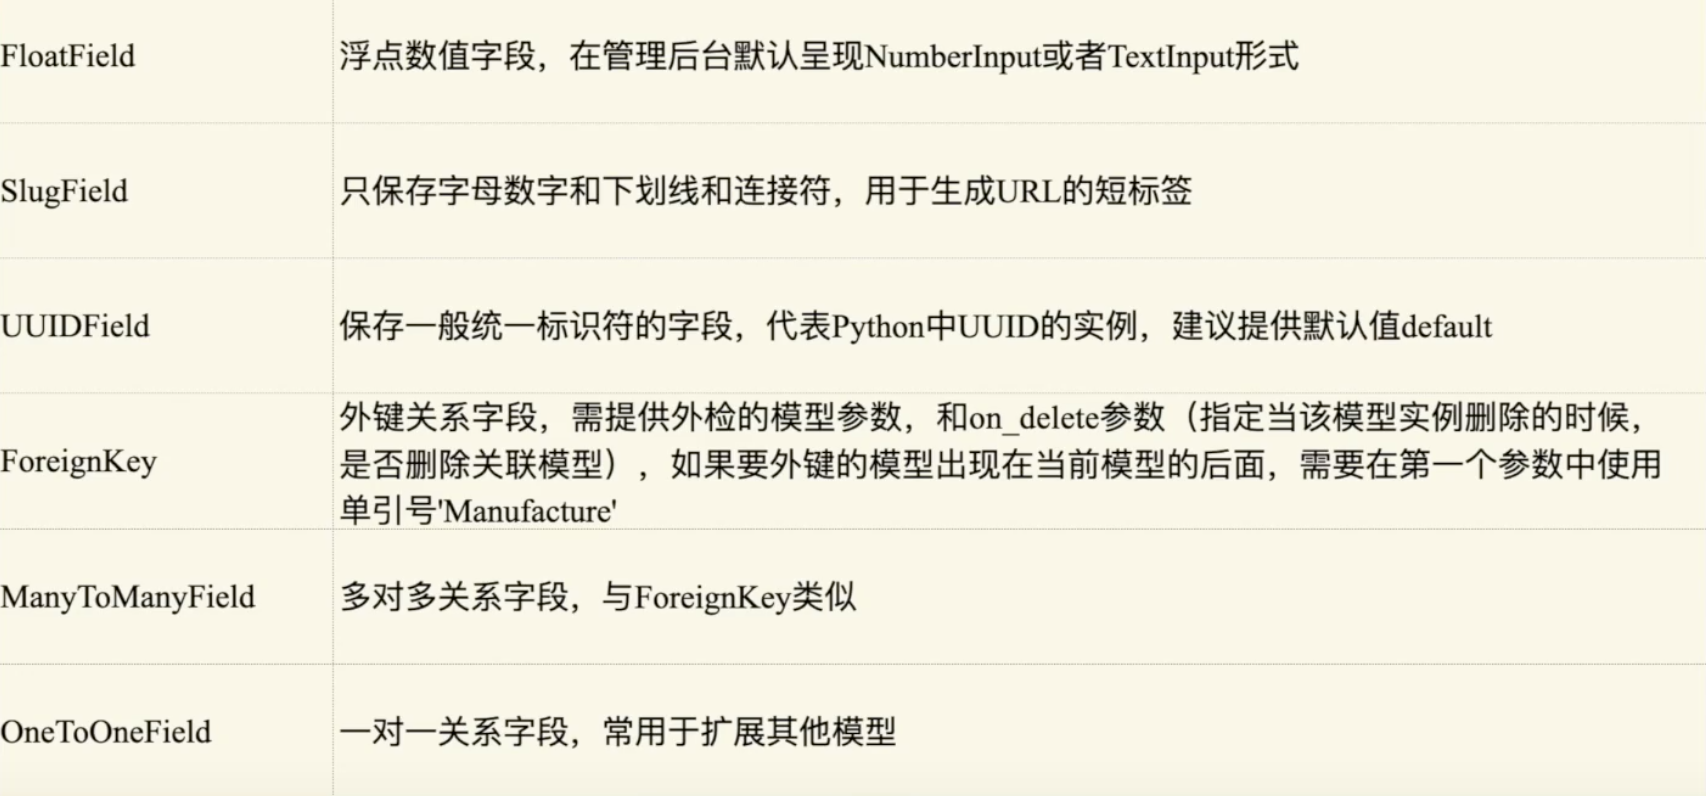 FloatField
浮点数值字段，在管理后台默认呈现NumberInput或者TextInput形式
SlugField
只保存字母数字和下划线和连接符，用于生成URL的短标签
UUIDField
保存一般统一标识符的字段，代表Python中UUID的实例，建议提供默认值default
ForeignKey
外键关系字段，需提供外检的模型参数，和on_delete参数（指定当该模型实例删除的时候，
是否删除关联模型），如果要外键的模型出现在当前模型的后面，需要在第一个参数中使用
单引号'Manufacture'
ManyToManyField
多对多关系字段，与ForeignKey类似
OneToOneField
一对一关系字段，常用于扩展其他模型